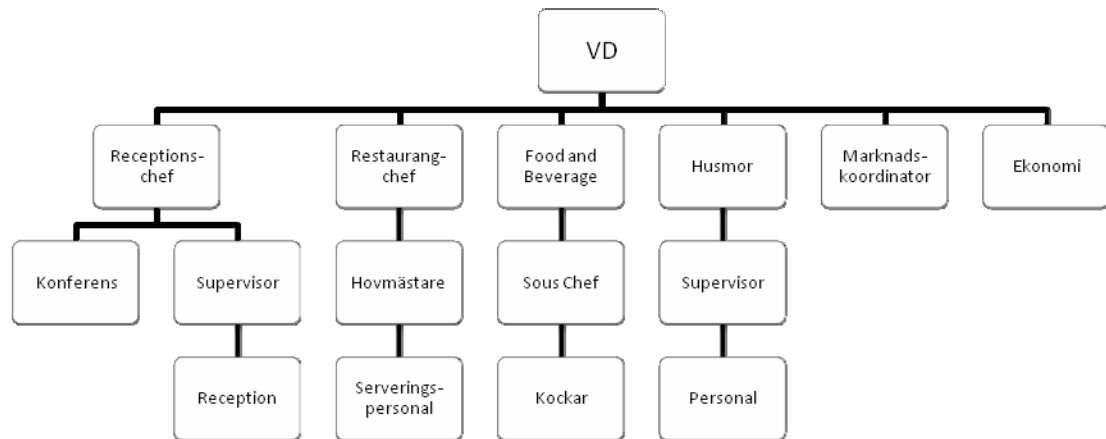 VD
Receptions-
chef
Restaurang-
chef
Food and
Beverage
Husmor
Marknads-
koordinator
Ekonomi
Konferens
Supervisor
Hovmästare
Sous Chef
Supervisor
Reception
Serverings-
personal
Kockar
Personal